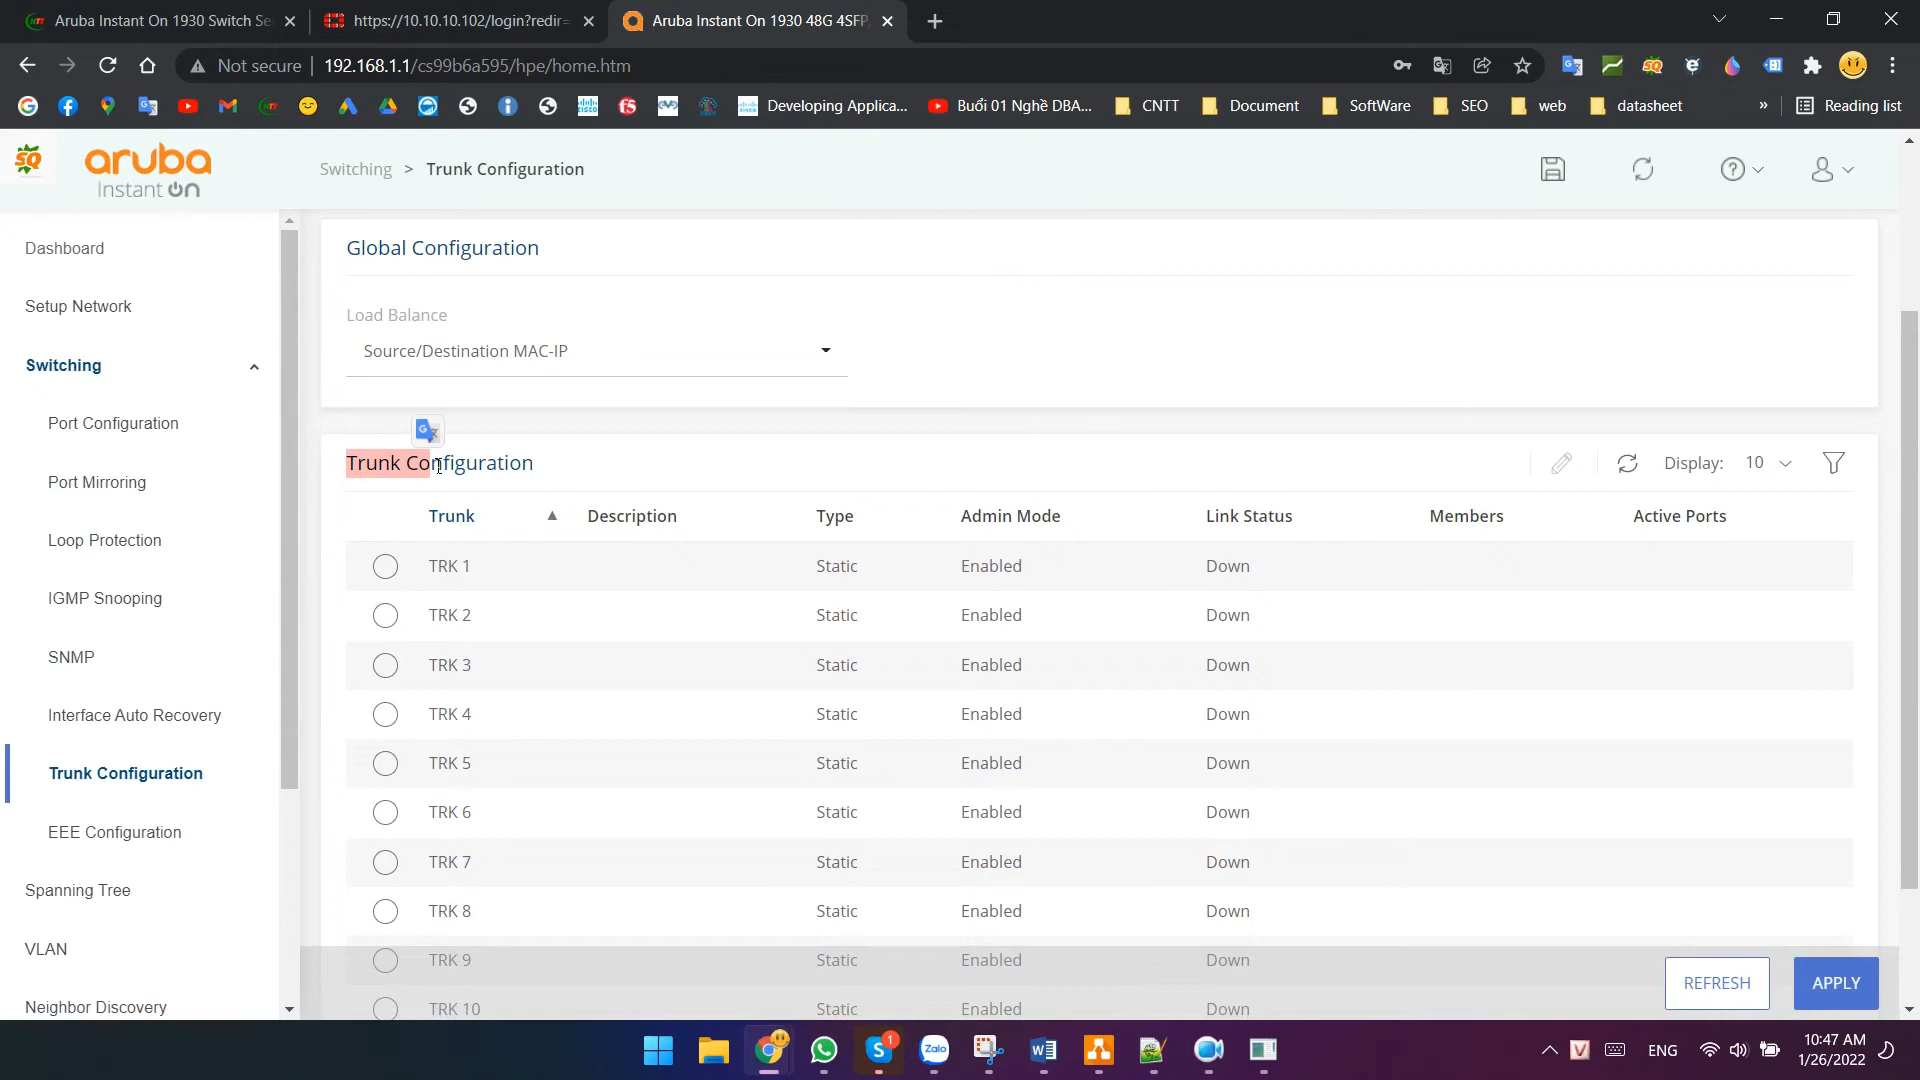 Aruba Instant On 1930 Switch Se
https://10.10.10.102/login?redir=
Aruba Instant On 1930 48G 4SFP
Not secure 192.168.1.1/cs99b6a595/hpe/home.htm
Developing Applica... Buổi 01 Nghề DBA... CNTT Document SoftWare SEO web datasheet » Reading list
aruba
Instant On
Switching > Trunk Configuration
Dashboard
Setup Network
Switching
Port Configuration
Port Mirroring
Loop Protection
IGMP Snooping
SNMP
Interface Auto Recovery
Trunk Configuration
EEE Configuration
Spanning Tree
VLAN
Neighbor Discovery
Global Configuration
Load Balance
Source/Destination MAC-IP
Trunk Configuration
Display: 10
Trunk Description Type Admin Mode Link Status Members Active Ports
TRK 1 Static Enabled Down
TRK 2 Static Enabled Down
TRK 3 Static Enabled Down
TRK 4 Static Enabled Down
TRK 5 Static Enabled Down
TRK 6 Static Enabled Down
TRK 7 Static Enabled Down
TRK 8 Static Enabled Down
TRK 9 Static Enabled Down
TRK 10 Static Enabled Down
REFRESH APPLY
Zalo
1
ENG
10:47 AM
1/26/2022